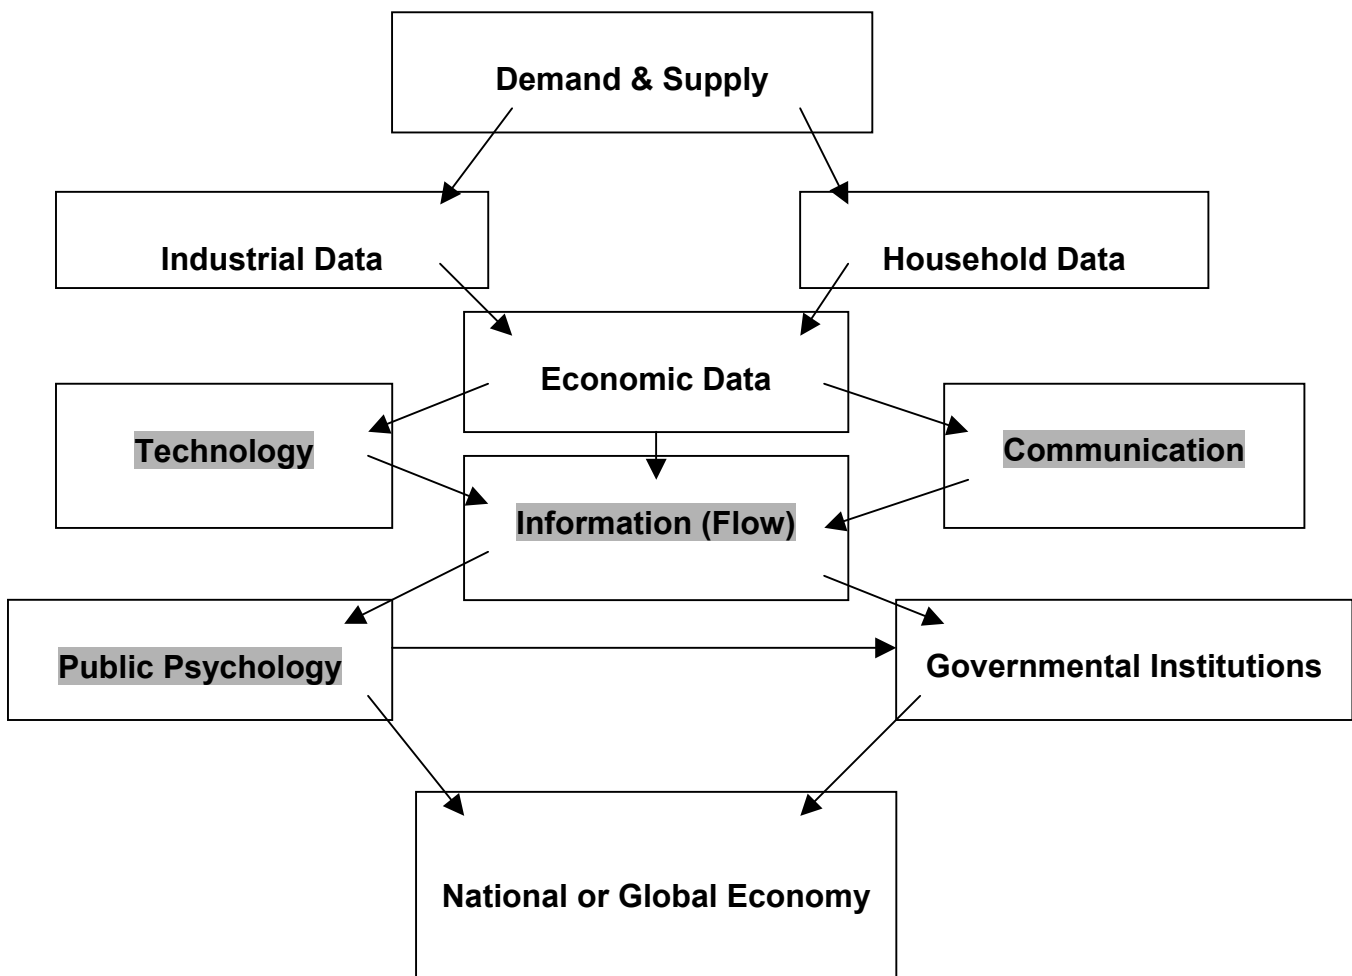 Demand & Supply
Industrial Data
Household Data
Economic Data
Technology
Communication
Information (Flow)
Public Psychology
Governmental Institutions
National or Global Economy